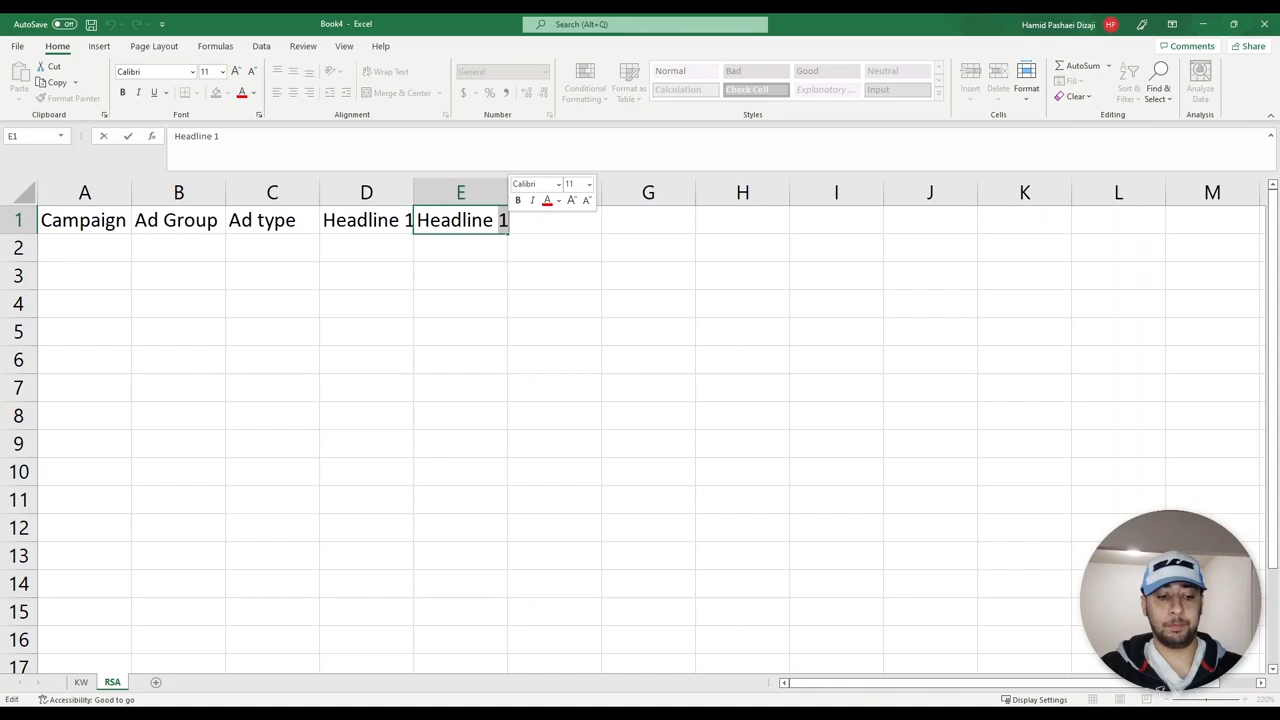 AutoSave Off Book4 - Excel Search (Alt+Q) Hamid Pashaei Dizaji HP
File Home Insert Page Layout Formulas Data Review View Help Comments Share
Paste Cut Copy Format Painter
Clipboard
Calibri 11
B I U A
Font
Wrap Text
Merge & Center
Alignment
General
$ %
Number
Conditional Formatting Format as Table
Normal Bad Good Neutral
Calculation Check Cell Explanatory ... Input
Styles
Insert Delete Format
Cells
AutoSum
Fill
Clear
Sort & Filter Find & Select
Editing
Analyze Data
Analysis
E1 fx Headline 1
Calibri 11
B I A A A
A B C D E G H I J K L M
1 Campaign Ad Group Ad type Headline 1 Headline 1
2
3
4
5
6
7
8
9
10
11
12
13
14
15
16
17
KW RSA
Edit Accessibility: Good to go Display Settings 220%